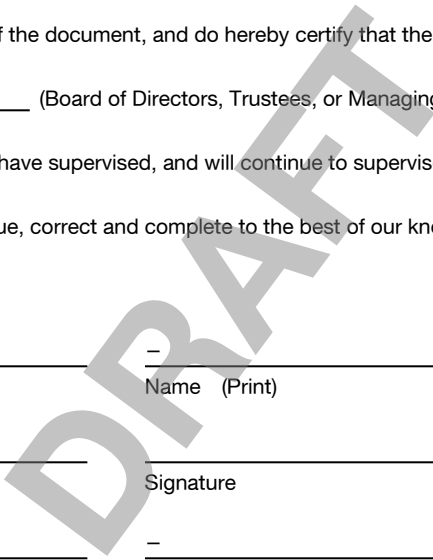 f the document, and do hereby certify that the
(Board of Directors, Trustees, or Managing
have supervised, and will continue to supervis
ue, correct and complete to the best of our kno
Name (Print)
Signature
DRAFT